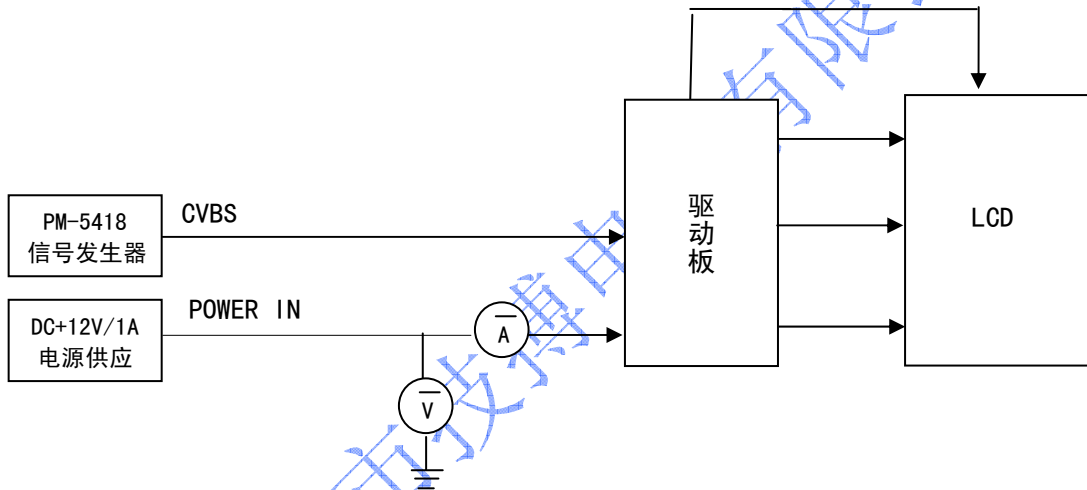 PM-5418
信号发生器
CVBS
DC+12V/1A
电源供应
POWER IN
A
V
驱动板
LCD